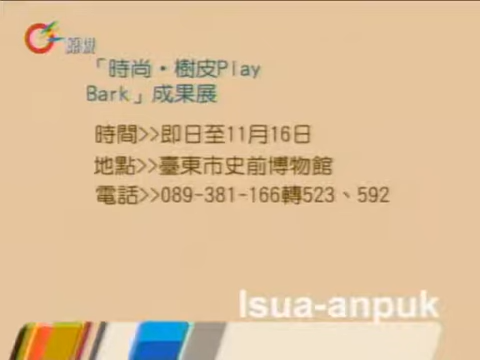 「時尚・樹皮Play
Bark」成果展
時間>>即日至11月16日
地點>>臺東市史前博物館
電話>>089-381-166轉523、592
Isua-anpuk